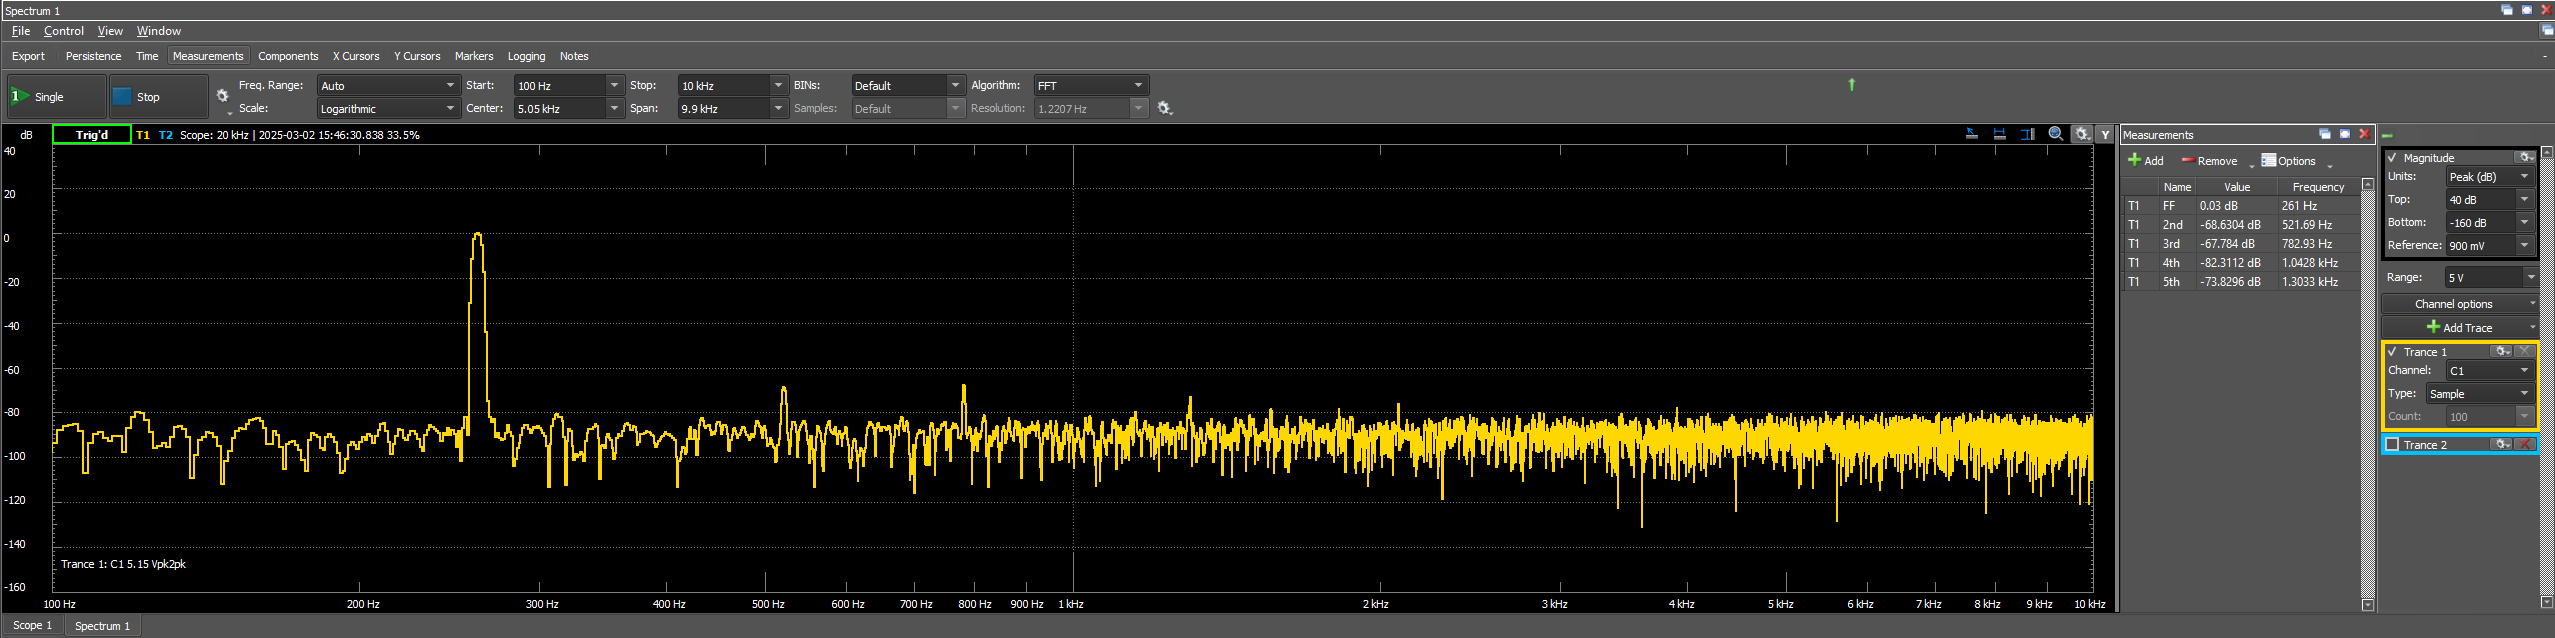 Spectrum 1
File Control View Window
Export Persistence Time Measurements Components X Cursors Y Cursors Markers Logging Notes
1 Single Stop
Freq. Range: Auto Start: 100 Hz Stop: 10 kHz BINs: Default Algorithm: FFT
Scale: Logarithmic Center: 5.05 kHz Span: 9.9 kHz Samples: Default Resolution: 1.2207 Hz
dB Trig'd T1 T2 Scope: 20 kHz | 2025-03-02 15:46:30.838 33.5% Y
40
20
0
-20
-40
-60
-80
-100
-120
-140
-160
Trance 1: C1 5.15 Vpk2pk
100 Hz 200 Hz 300 Hz 400 Hz 500 Hz 600 Hz 700 Hz 800 Hz 900 Hz 1 kHz 2 kHz 3 kHz 4 kHz 5 kHz 6 kHz 7 kHz 8 kHz 9 kHz 10 kHz
Measurements
Add Remove Options
Name Value Frequency
T1 FF 0.03 dB 261 Hz
T1 2nd -68.6304 dB 521.69 Hz
T1 3rd -67.784 dB 782.93 Hz
T1 4th -82.3112 dB 1.0428 kHz
T1 5th -73.8296 dB 1.3033 kHz
Magnitude
Units: Peak (dB)
Top: 40 dB
Bottom: -160 dB
Reference: 900 mV
Range: 5 V
Channel options
Add Trace
Trance 1
Channel: C1
Type: Sample
Count: 100
Trance 2
Scope 1 Spectrum 1